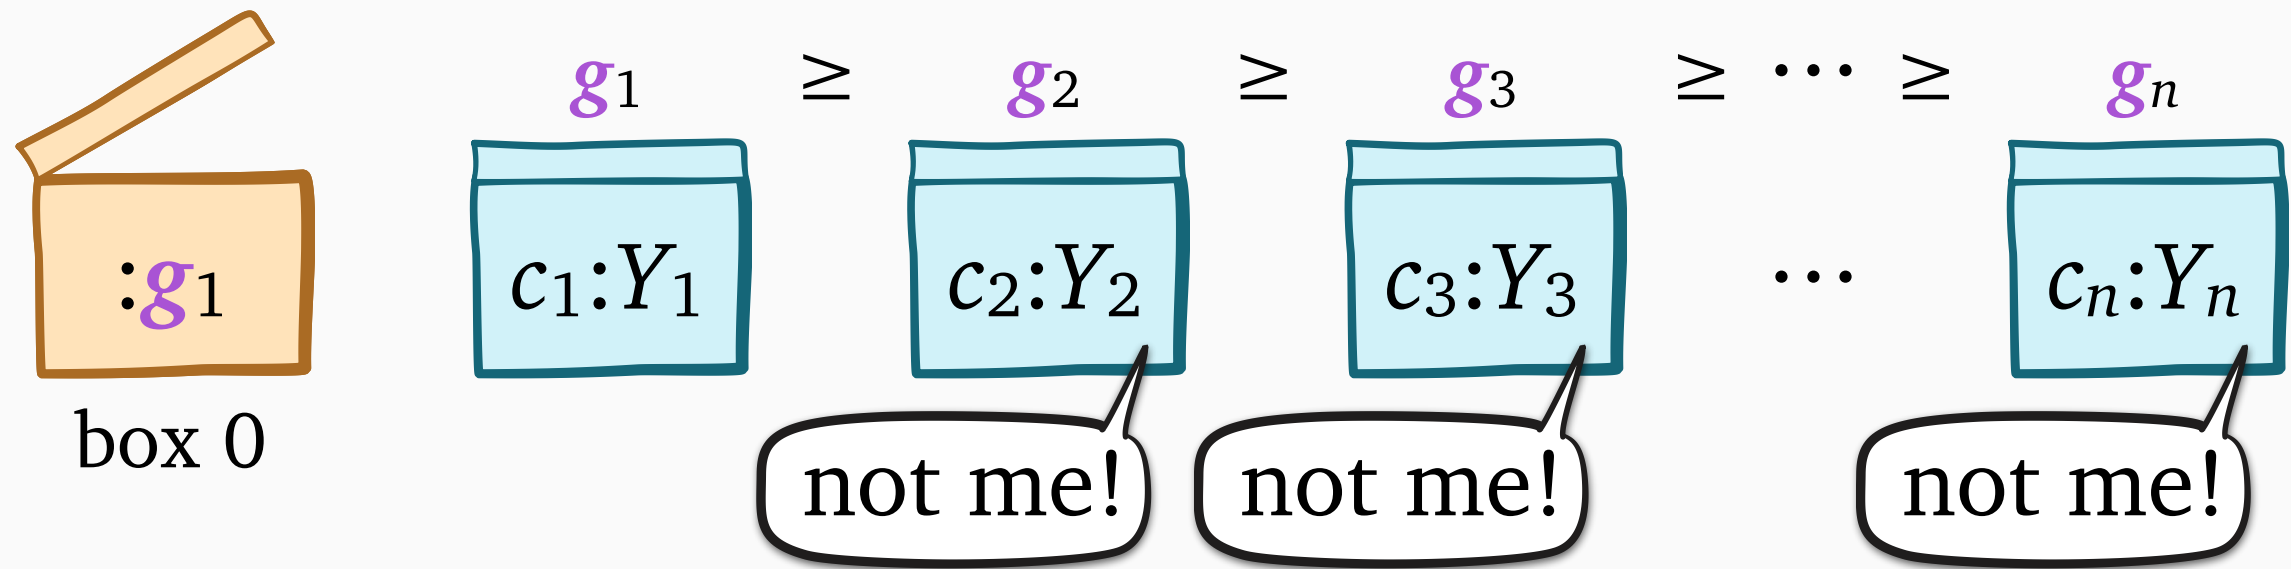 g₁ ≥ g₂ ≥ g₃ ≥ ··· ≥ gₙ
:g₁ c₁:Y₁ c₂:Y₂ c₃:Y₃ ··· cₙ:Yₙ
box 0
not me! not me! not me!